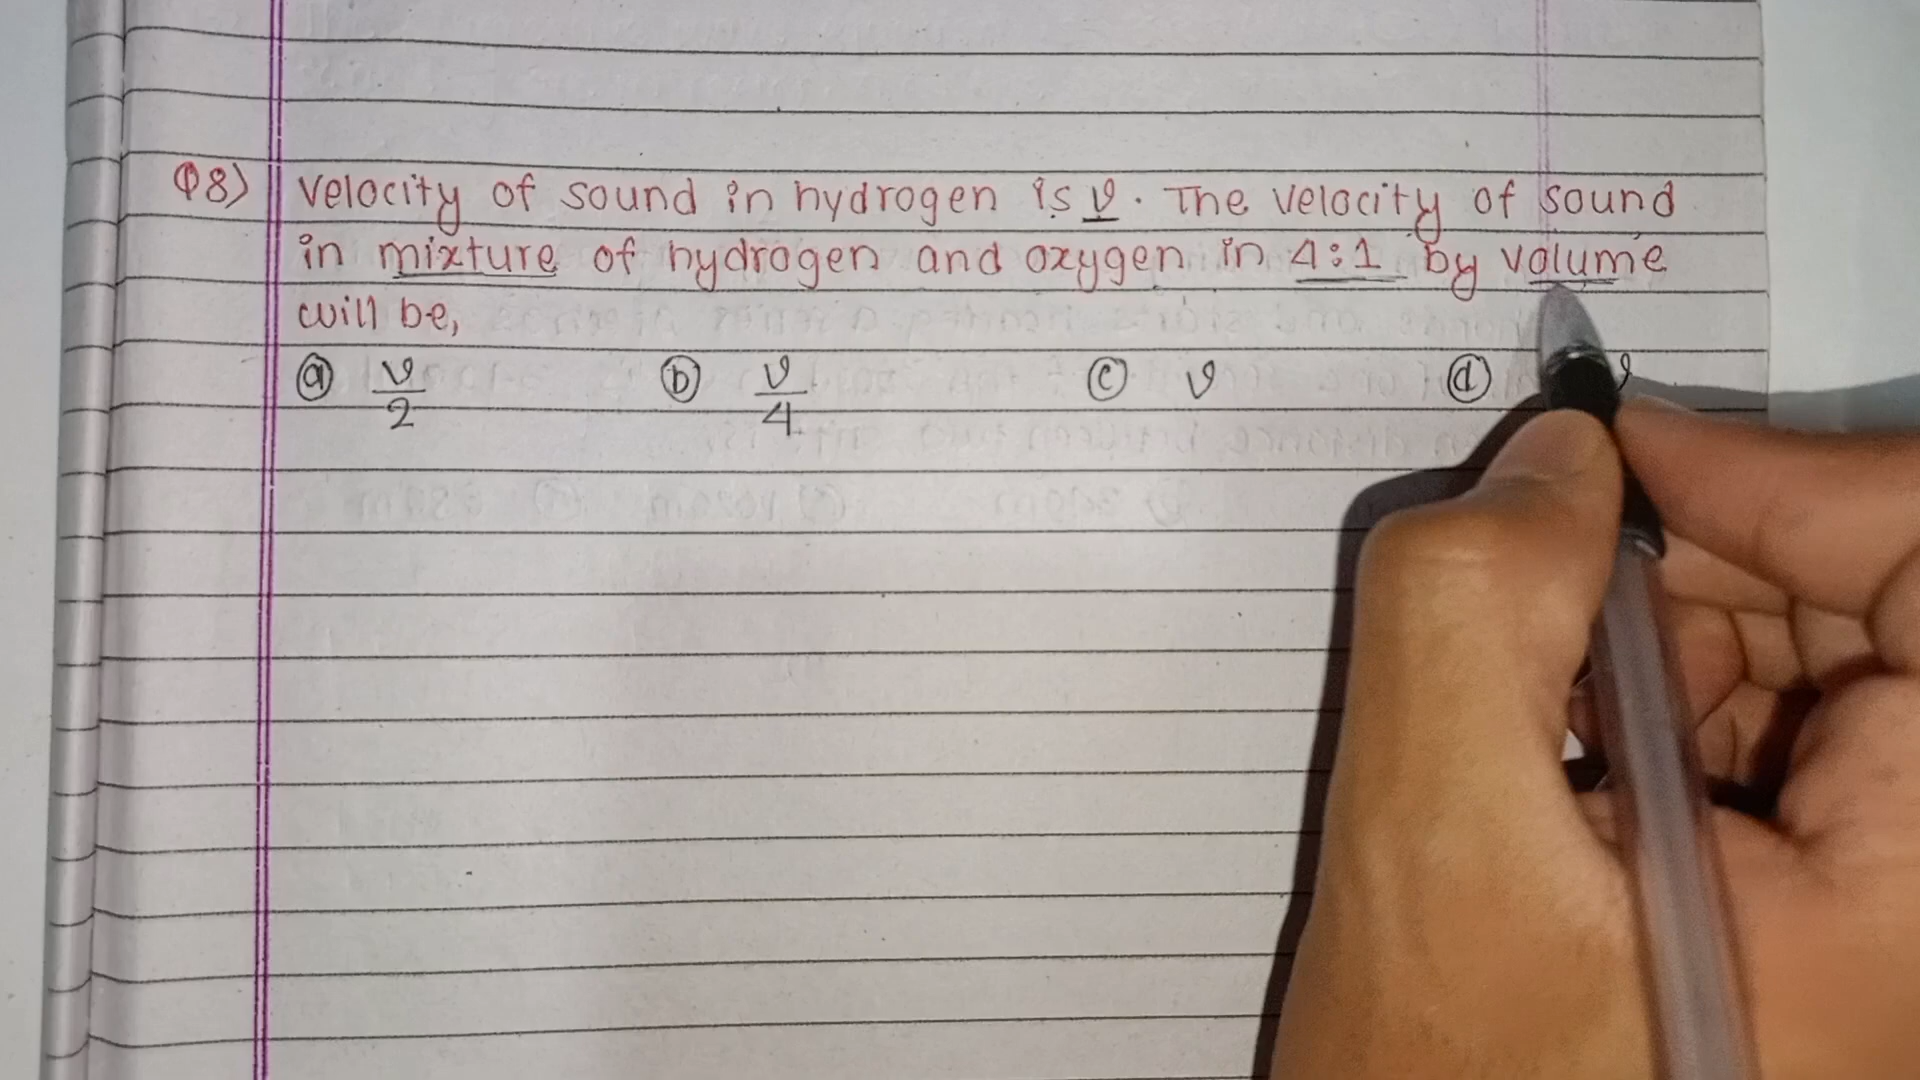 Q8) Velocity of sound in hydrogen is v. The velocity of sound
in mixture of hydrogen and oxygen in 4:1 by volume
will be,
(a) v/2 (b) v/4 (c) v (d) v